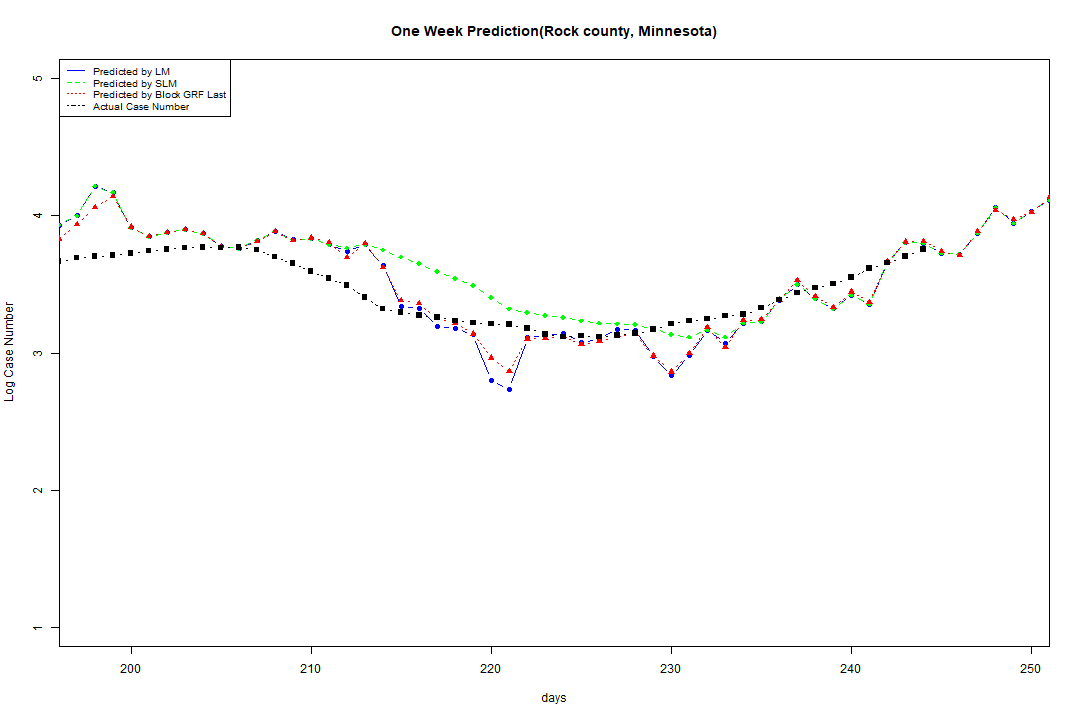 One Week Prediction(Rock county, Minnesota)
Predicted by LM
Predicted by SLM
Predicted by Block GRF Last
Actual Case Number
5
4
3
2
1
Log Case Number
200 210 220 230 240 250
days